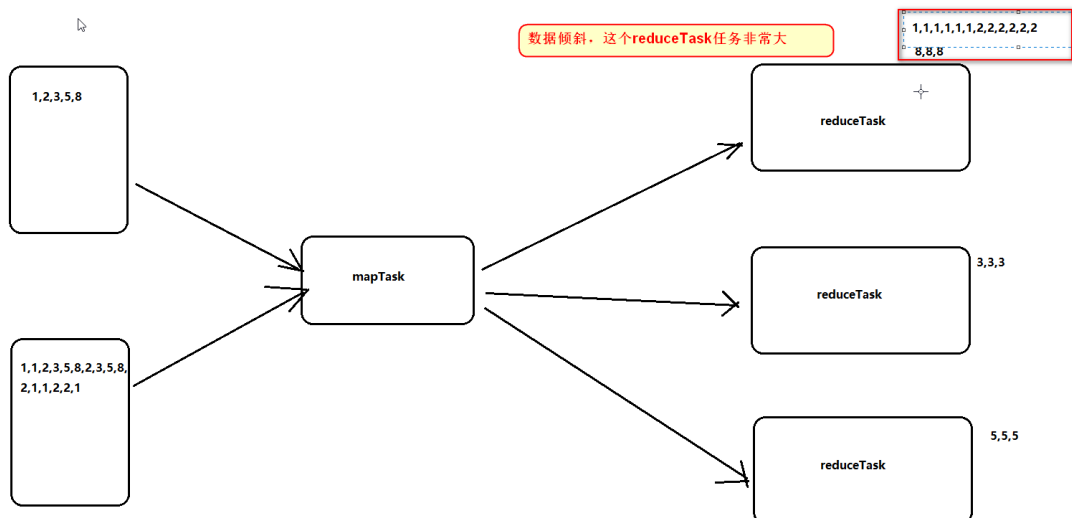 数据倾斜，这个reduceTask任务非常大
1,1,1,1,1,1,2,2,2,2,2,2
8,8,8
1,2,3,5,8
reduceTask
mapTask
3,3,3
reduceTask
1,1,2,3,5,8,2,3,5,8,
2,1,1,2,2,1
5,5,5
reduceTask